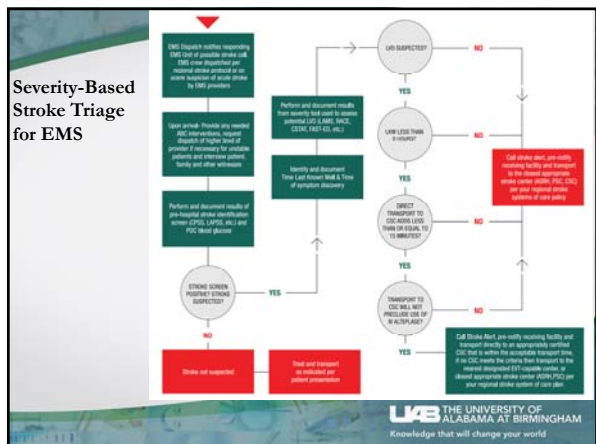 Severity-Based
Stroke Triage
for EMS
EMS Dispatch notifies responding
EMS Unit of possible stroke call.
EMS crew dispatched per
regional stroke protocol or on
scene suspicion of acute stroke
by EMS providers
Upon arrival- Provide any needed
ABC interventions, request
dispatch of higher level of
provider if necessary for unstable
patients and interview patient,
family and other witnesses
Perform and document results of
pre-hospital stroke identification
screen (CPSS, LAPSS, etc.) and
POC blood glucose
STROKE SCREEN
POSITIVE? STROKE
SUSPECTED?
YES
NO
Stroke not suspected
Treat and transport
as indicated per
patient presentation
Perform and document results
from severity tool used to assess
potential LVO (LAMS, RACE,
CSTAT, FAST-ED, etc.)
Identify and document
Time Last Known Well & Time
of symptom discovery
LVO SUSPECTED?
NO
YES
LKW LESS THAN
HOURS?
NO
YES
DIRECT
TRANSPORT TO
CSC ADDS LESS
THAN OR EQUAL TO
15 MINUTES?
NO
YES
TRANSPORT TO
CSC WILL NOT
PRECLUDE USE OF
IV ALTEPLASE?
NO
YES
Call stroke alert, pre-notify
receiving facility and transport
to the closest appropriate
stroke center (ASRH, PSC, CSC)
per your regional stroke
systems of care policy
Call Stroke Alert, pre-notify receiving facility and
transport directly to an appropriately certified
CSC that is within the acceptable transport time,
if no CSC meets the criteria then transport to the
nearest designated EVT-capable center, or
closest appropriate stroke center (ASRH,PSC) per
your regional stroke system of care plan
UAB THE UNIVERSITY OF
ALABAMA AT BIRMINGHAM
Knowledge that will change your world